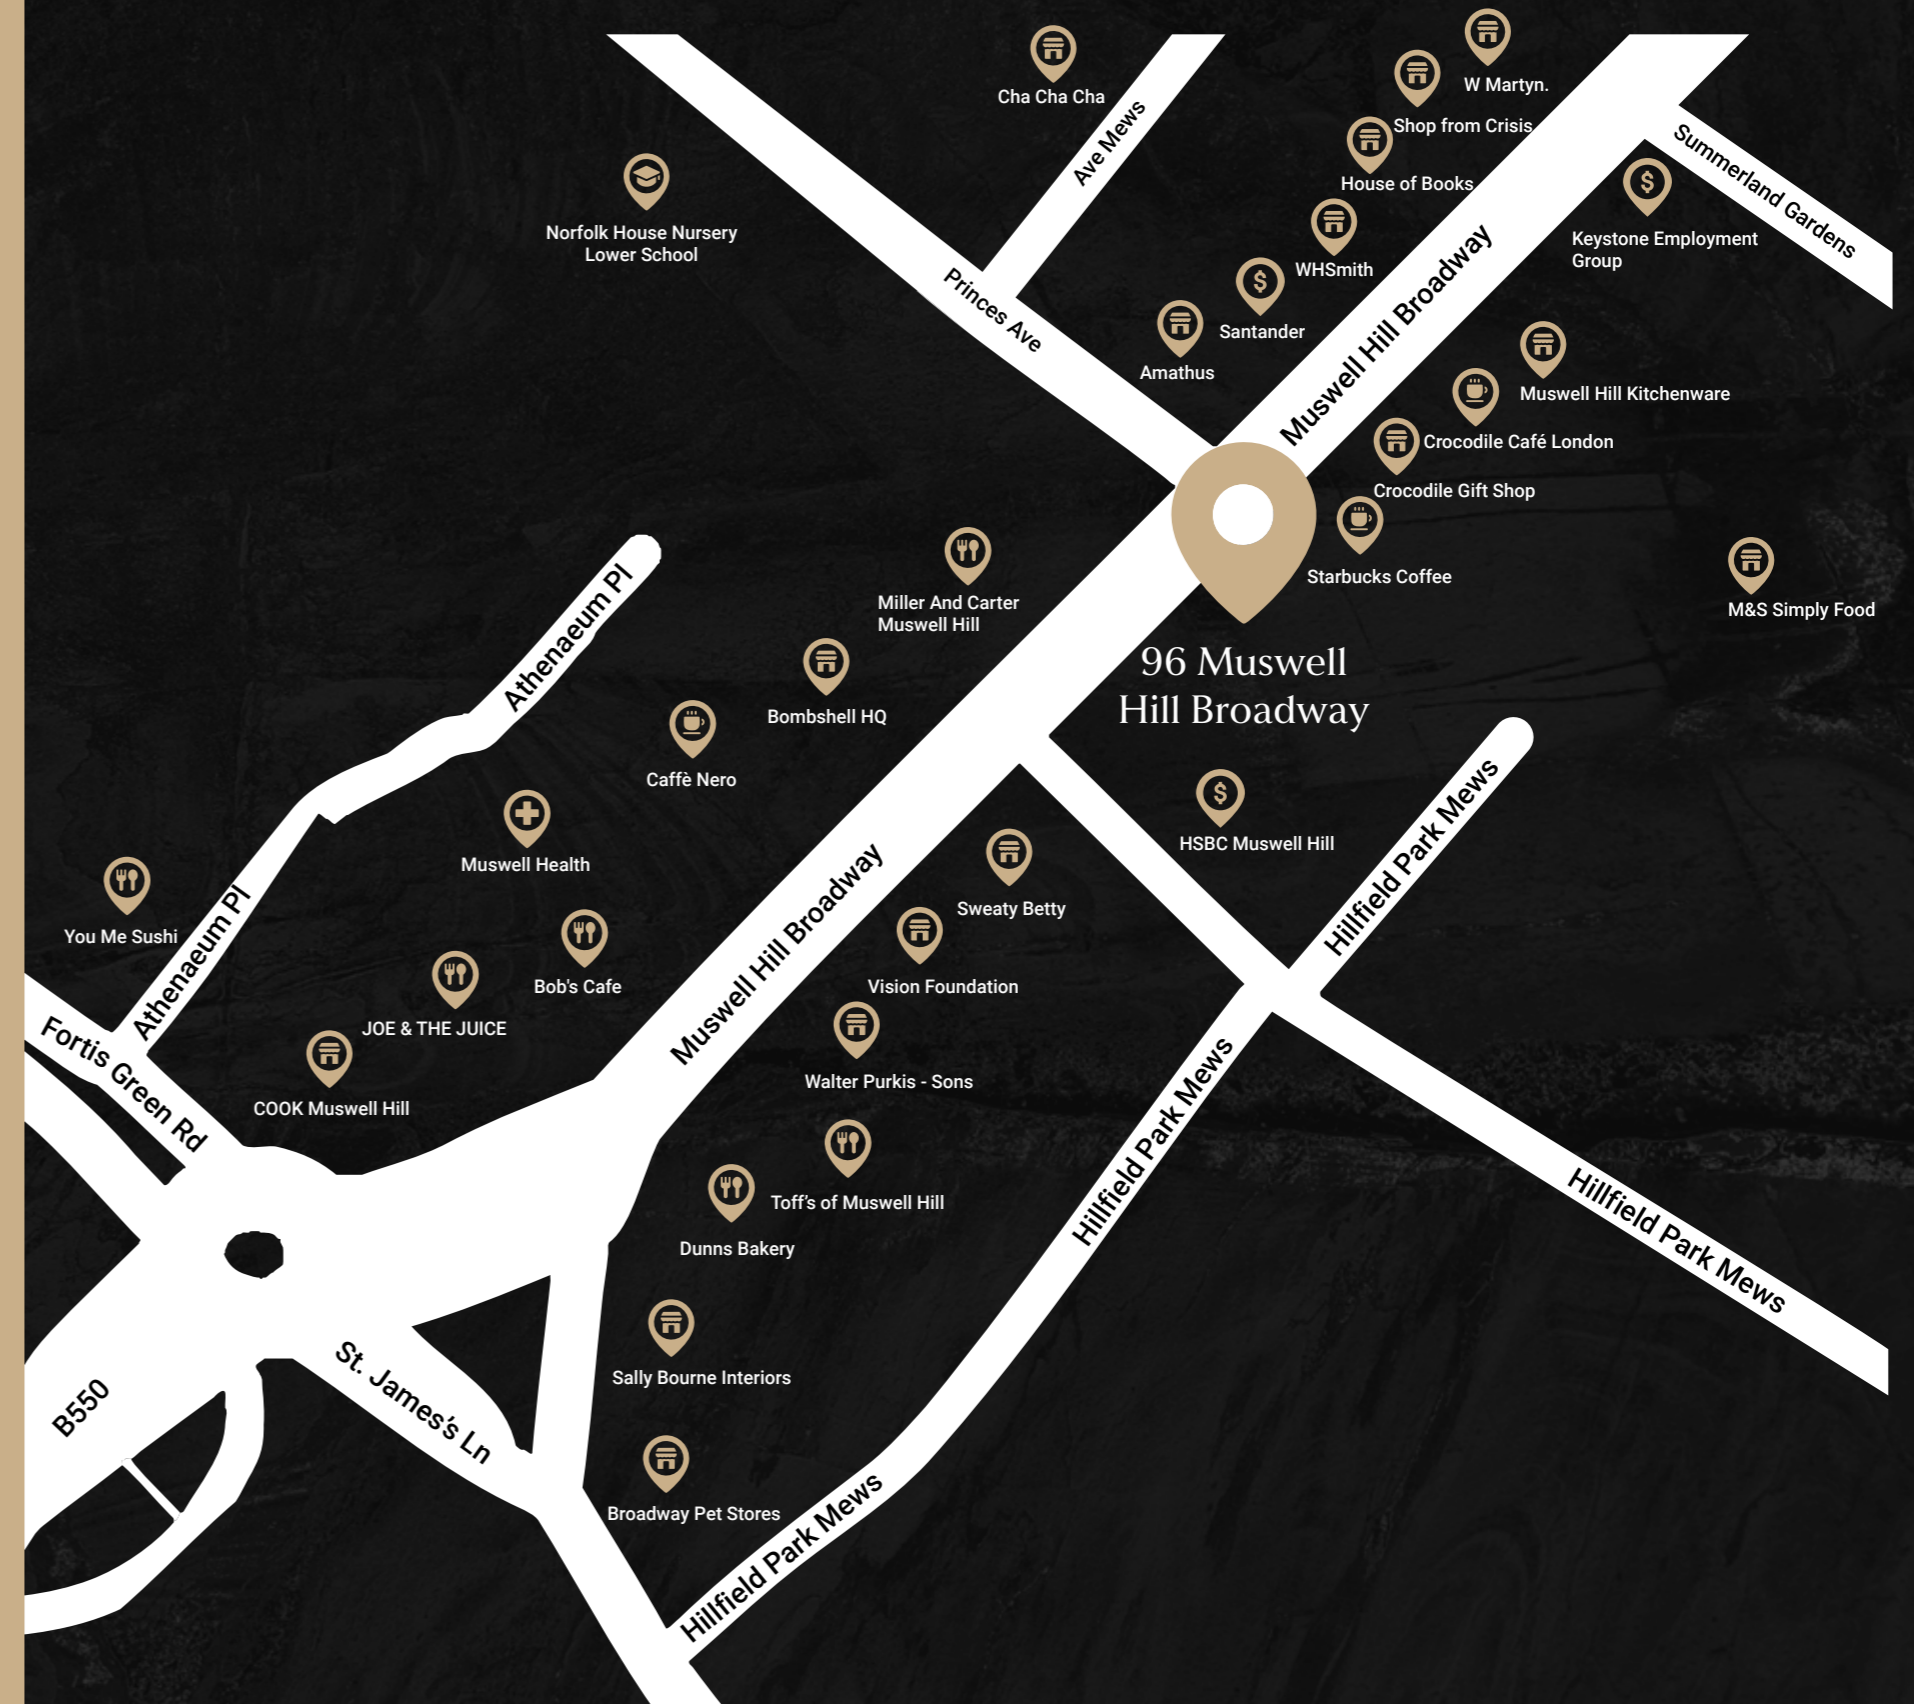 W Martyn.
Cha Cha Cha
Shop from Crisis
Ave Mews
Summerland Gardens
House of Books
Norfolk House Nursery
Lower School
Keystone Employment
Group
WHSmith
Princes Ave
Santander
Muswell Hill Broadway
Amathus
Muswell Hill Kitchenware
Crocodile Café London
Crocodile Gift Shop
Starbucks Coffee
Miller And Carter
Muswell Hill
M&S Simply Food
Athenaeum Pl
96 Muswell
Hill Broadway
Bombshell HQ
Caffè Nero
HSBC Muswell Hill
Hillfield Park Mews
Muswell Health
Sweaty Betty
You Me Sushi
Athenaeum Pl
Muswell Hill Broadway
Bob's Cafe
Vision Foundation
JOE & THE JUICE
Fortis Green Rd
Walter Purkis - Sons
COOK Muswell Hill
Hillfield Park Mews
Toff's of Muswell Hill
Hillfield Park Mews
Dunns Bakery
Sally Bourne Interiors
St. James's Ln
B550
Broadway Pet Stores
Hillfield Park Mews